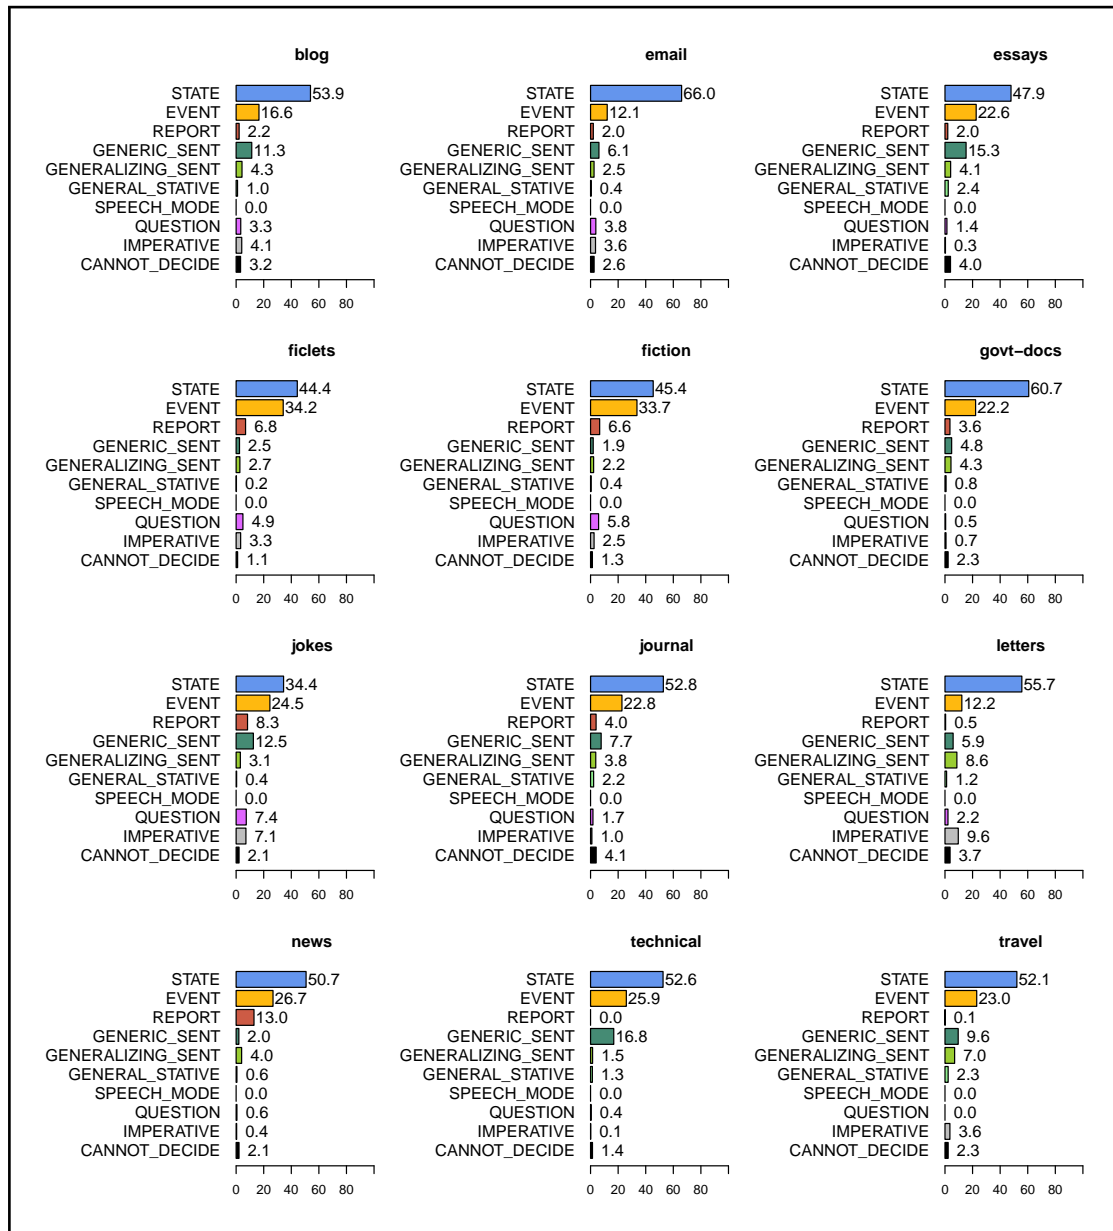 blog email essays
STATE 53.9 STATE 66.0 STATE 47.9
EVENT 16.6 EVENT 12.1 EVENT 22.6
REPORT 2.2 REPORT 2.0 REPORT 2.0
GENERIC_SENT 11.3 GENERIC_SENT 6.1 GENERIC_SENT 15.3
GENERALIZING_SENT 4.3 GENERALIZING_SENT 2.5 GENERALIZING_SENT 4.1
GENERAL_STATIVE 1.0 GENERAL_STATIVE 0.4 GENERAL_STATIVE 2.4
SPEECH_MODE 0.0 SPEECH_MODE 0.0 SPEECH_MODE 0.0
QUESTION 3.3 QUESTION 3.8 QUESTION 1.4
IMPERATIVE 4.1 IMPERATIVE 3.6 IMPERATIVE 0.3
CANNOT_DECIDE 3.2 CANNOT_DECIDE 2.6 CANNOT_DECIDE 4.0
0 20 40 60 80 0 20 40 60 80 0 20 40 60 80
ficlets fiction govt−docs
STATE 44.4 STATE 45.4 STATE 60.7
EVENT 34.2 EVENT 33.7 EVENT 22.2
REPORT 6.8 REPORT 6.6 REPORT 3.6
GENERIC_SENT 2.5 GENERIC_SENT 1.9 GENERIC_SENT 4.8
GENERALIZING_SENT 2.7 GENERALIZING_SENT 2.2 GENERALIZING_SENT 4.3
GENERAL_STATIVE 0.2 GENERAL_STATIVE 0.4 GENERAL_STATIVE 0.8
SPEECH_MODE 0.0 SPEECH_MODE 0.0 SPEECH_MODE 0.0
QUESTION 4.9 QUESTION 5.8 QUESTION 0.5
IMPERATIVE 3.3 IMPERATIVE 2.5 IMPERATIVE 0.7
CANNOT_DECIDE 1.1 CANNOT_DECIDE 1.3 CANNOT_DECIDE 2.3
0 20 40 60 80 0 20 40 60 80 0 20 40 60 80
jokes journal letters
STATE 34.4 STATE 52.8 STATE 55.7
EVENT 24.5 EVENT 22.8 EVENT 12.2
REPORT 8.3 REPORT 4.0 REPORT 0.5
GENERIC_SENT 12.5 GENERIC_SENT 7.7 GENERIC_SENT 5.9
GENERALIZING_SENT 3.1 GENERALIZING_SENT 3.8 GENERALIZING_SENT 8.6
GENERAL_STATIVE 0.4 GENERAL_STATIVE 2.2 GENERAL_STATIVE 1.2
SPEECH_MODE 0.0 SPEECH_MODE 0.0 SPEECH_MODE 0.0
QUESTION 7.4 QUESTION 1.7 QUESTION 2.2
IMPERATIVE 7.1 IMPERATIVE 1.0 IMPERATIVE 9.6
CANNOT_DECIDE 2.1 CANNOT_DECIDE 4.1 CANNOT_DECIDE 3.7
0 20 40 60 80 0 20 40 60 80 0 20 40 60 80
news technical travel
STATE 50.7 STATE 52.6 STATE 52.1
EVENT 26.7 EVENT 25.9 EVENT 23.0
REPORT 13.0 REPORT 0.0 REPORT 0.1
GENERIC_SENT 2.0 GENERIC_SENT 16.8 GENERIC_SENT 9.6
GENERALIZING_SENT 4.0 GENERALIZING_SENT 1.5 GENERALIZING_SENT 7.0
GENERAL_STATIVE 0.6 GENERAL_STATIVE 1.3 GENERAL_STATIVE 2.3
SPEECH_MODE 0.0 SPEECH_MODE 0.0 SPEECH_MODE 0.0
QUESTION 0.6 QUESTION 0.4 QUESTION 0.0
IMPERATIVE 0.4 IMPERATIVE 0.1 IMPERATIVE 3.6
CANNOT_DECIDE 2.1 CANNOT_DECIDE 1.4 CANNOT_DECIDE 2.3
0 20 40 60 80 0 20 40 60 80 0 20 40 60 80